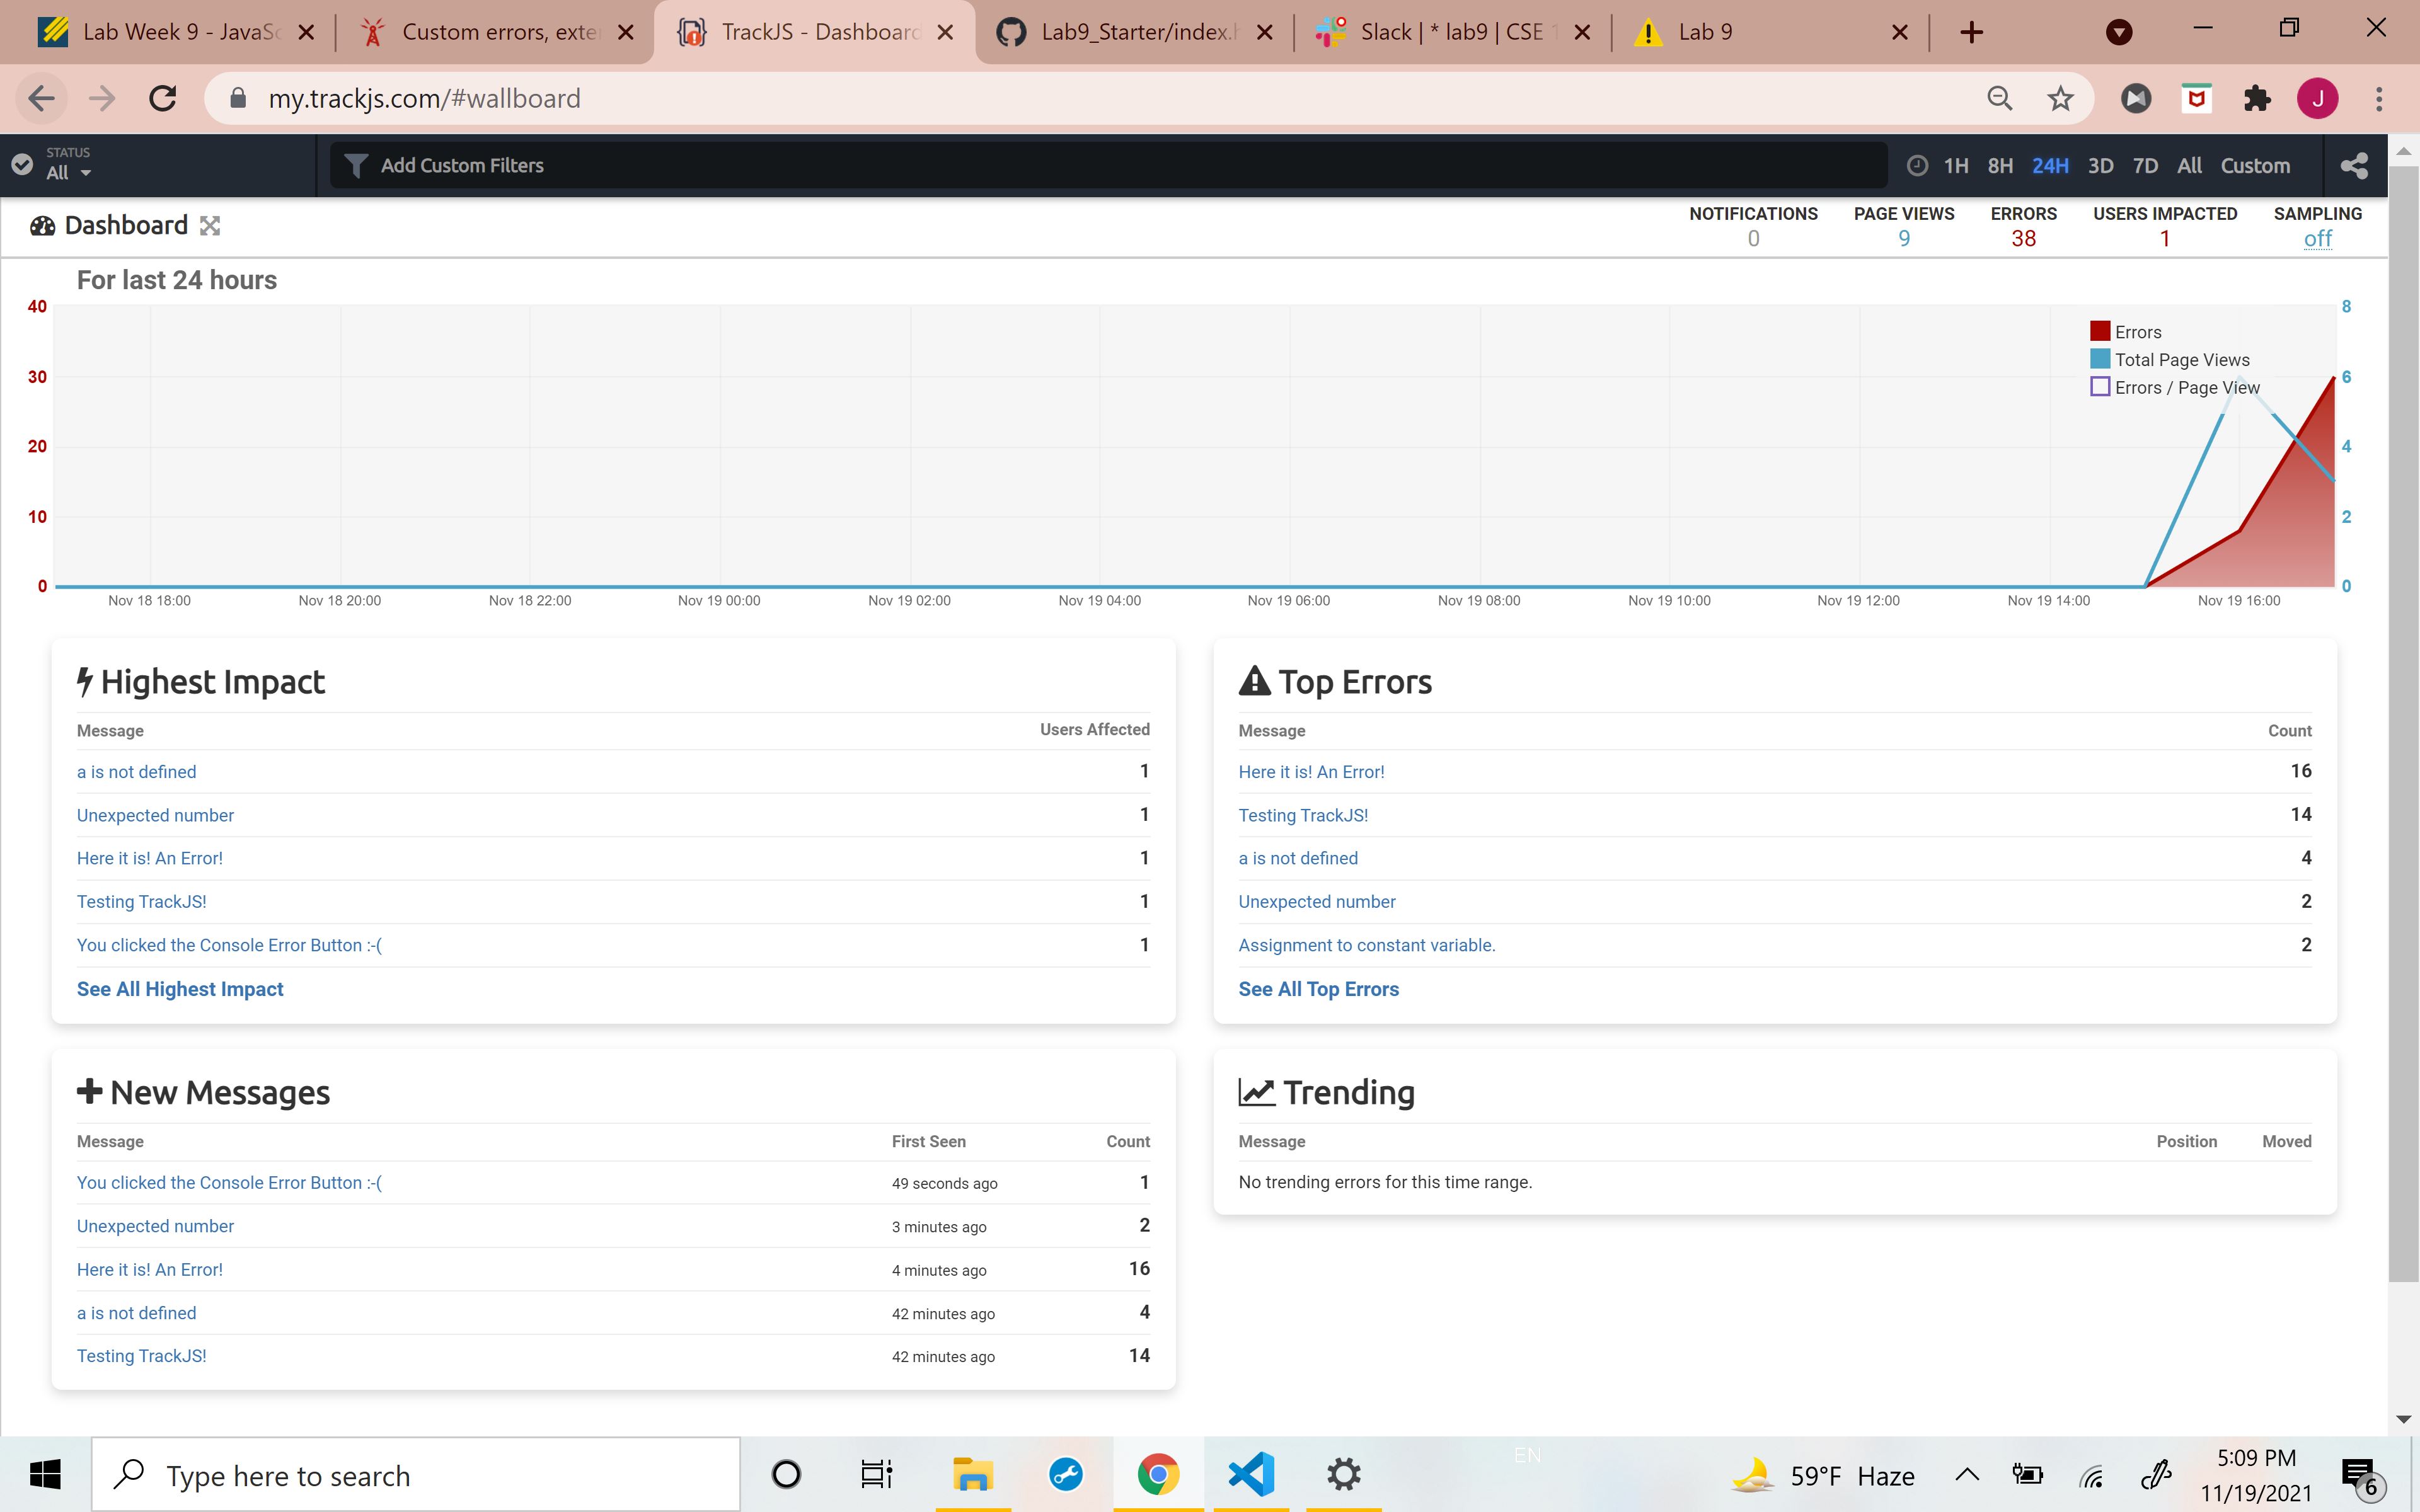 Lab Week 9 - JavaSc
Custom errors, exte
TrackJS - Dashboard
Lab9_Starter/index.h
Slack | * lab9 | CSE 1
Lab 9
my.trackjs.com/#wallboard
J
STATUS
All
Add Custom Filters
1H 8H 24H 3D 7D All Custom
Dashboard
NOTIFICATIONS PAGE VIEWS ERRORS USERS IMPACTED SAMPLING
0 9 38 1 off
For last 24 hours
40 8
30 6
20 4
10 2
0 0
Errors
Total Page Views
Errors / Page View
Nov 18 18:00 Nov 18 20:00 Nov 18 22:00 Nov 19 00:00 Nov 19 02:00 Nov 19 04:00 Nov 19 06:00 Nov 19 08:00 Nov 19 10:00 Nov 19 12:00 Nov 19 14:00 Nov 19 16:00
Highest Impact
Message Users Affected
a is not defined 1
Unexpected number 1
Here it is! An Error! 1
Testing TrackJS! 1
You clicked the Console Error Button :-( 1
See All Highest Impact
Top Errors
Message Count
Here it is! An Error! 16
Testing TrackJS! 14
a is not defined 4
Unexpected number 2
Assignment to constant variable. 2
See All Top Errors
New Messages
Message First Seen Count
You clicked the Console Error Button :-( 49 seconds ago 1
Unexpected number 3 minutes ago 2
Here it is! An Error! 4 minutes ago 16
a is not defined 42 minutes ago 4
Testing TrackJS! 42 minutes ago 14
Trending
Message Position Moved
No trending errors for this time range.
Type here to search
EN
59°F Haze
5:09 PM
11/19/2021
6